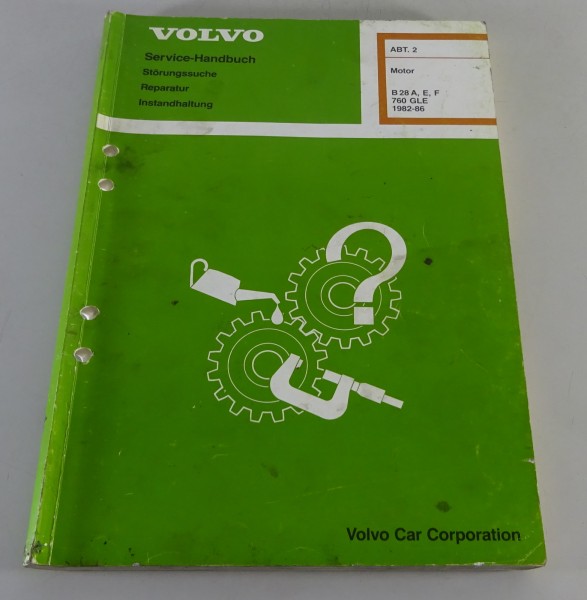 VOLVO
Service-Handbuch
Störungssuche
Reparatur
Instandhaltung
ABT. 2
Motor
B 28 A, E, F
760 GLE
1982-86
?
Volvo Car Corporation